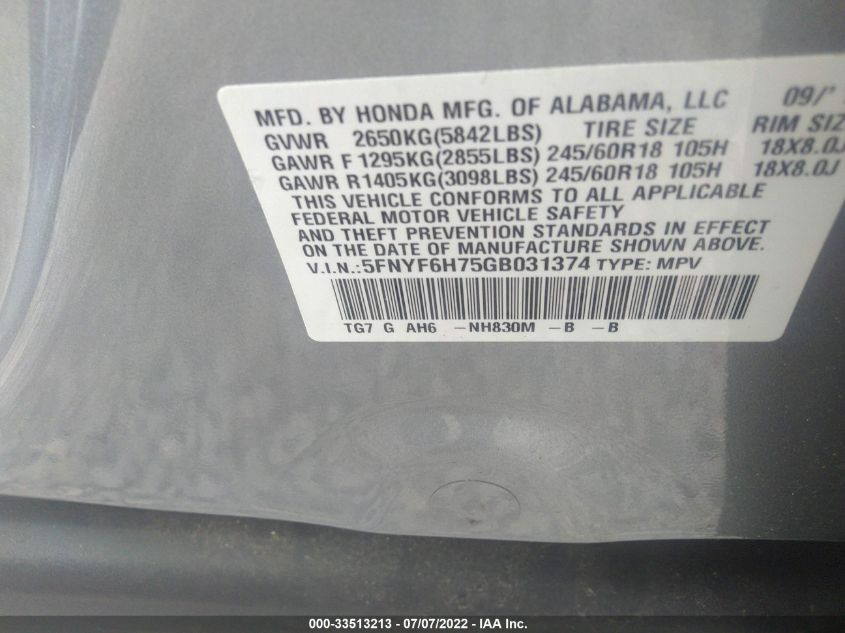 MFD. BY HONDA MFG. OF ALABAMA, LLC 09/
GVWR 2650KG(5842LBS) TIRE SIZE RIM SIZ
GAWR F 1295KG(2855LBS) 245/60R18 105H 18X8.0J
GAWR R1405KG(3098LBS) 245/60R18 105H 18X8.0J
THIS VEHICLE CONFORMS TO ALL APPLICABLE
FEDERAL MOTOR VEHICLE SAFETY
AND THEFT PREVENTION STANDARDS IN EFFECT
ON THE DATE OF MANUFACTURE SHOWN ABOVE.
V.I.N.:5FNYF6H75GB031374 TYPE: MPV
TG7 G AH6 -NH830M -B -B
000-33513213 - 07/07/2022 - IAA Inc.